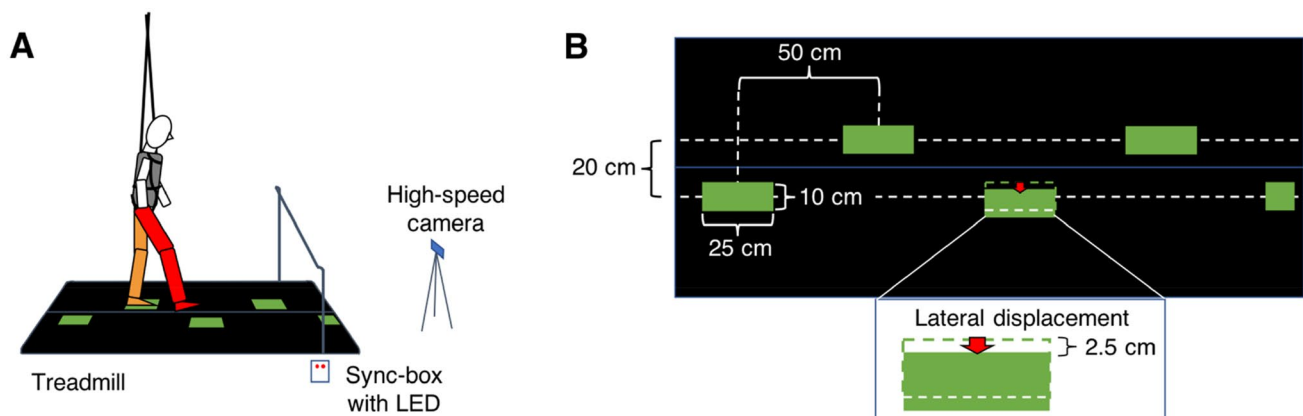 A
High-speed
camera
Treadmill
Sync-box
with LED
B
50 cm
20 cm
10 cm
25 cm
Lateral displacement
2.5 cm